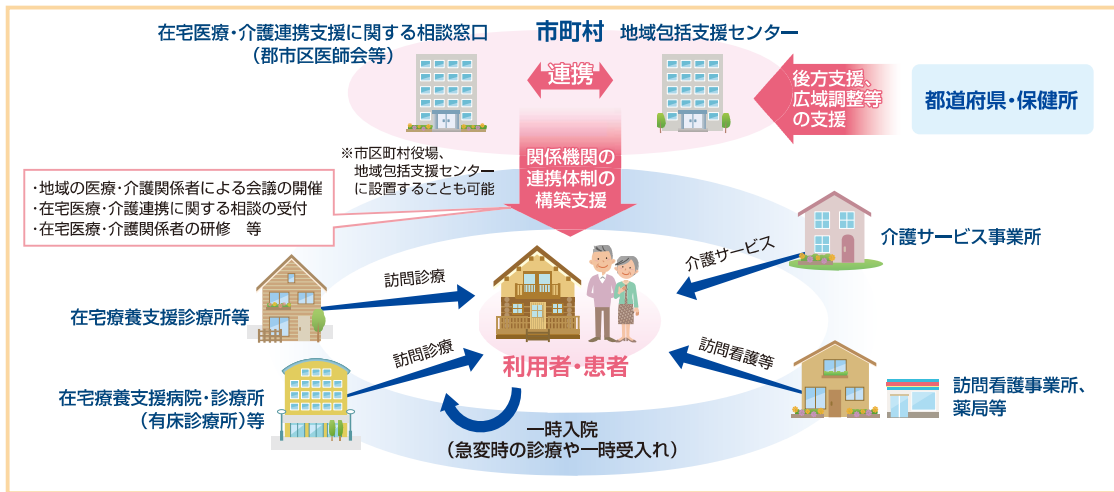 在宅医療・介護連携支援に関する相談窓口
（郡市区医師会等）
市町村 地域包括支援センター
連携
後方支援、
広域調整等
の支援
都道府県・保健所
※市区町村役場、
地域包括支援センター
に設置することも可能
関係機関の
連携体制の
構築支援
・地域の医療・介護関係者による会議の開催
・在宅医療・介護連携に関する相談の受付
・在宅医療・介護関係者の研修　等
介護サービス事業所
介護サービス
訪問診療
在宅療養支援診療所等
訪問診療
利用者・患者
訪問看護等
在宅療養支援病院・診療所
（有床診療所）等
訪問看護事業所、
薬局等
一時入院
（急変時の診療や一時受入れ）